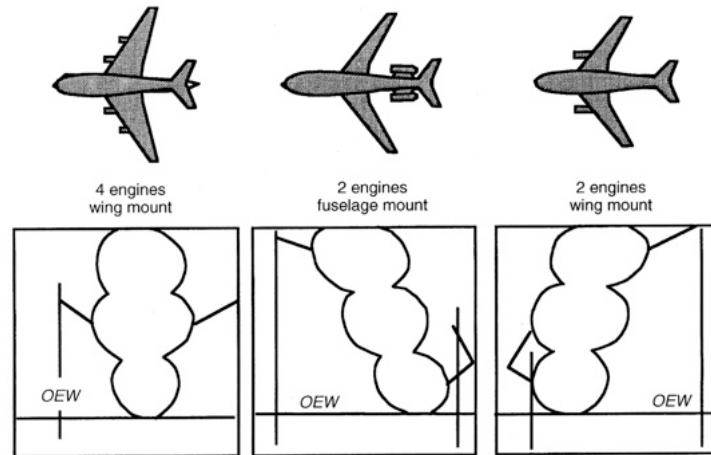 4 engines
wing mount
2 engines
fuselage mount
2 engines
wing mount
OEW
OEW
OEW